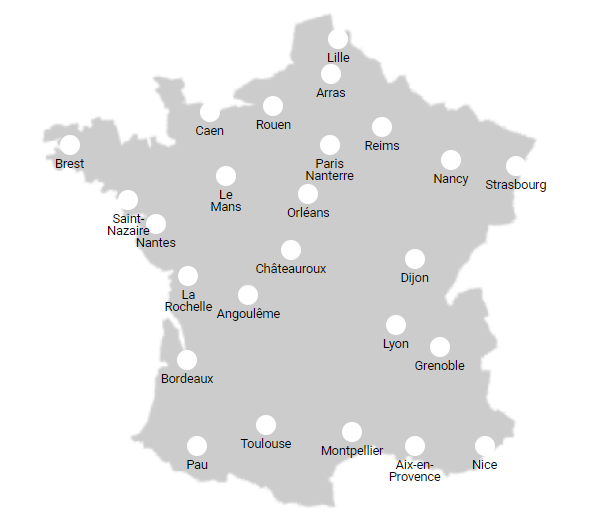 Lille
Arras
Rouen
Caen
Reims
Brest
Paris
Nanterre
Nancy
Strasbourg
Le
Mans
Orléans
Saint-
Nazaire
Nantes
Châteauroux
Dijon
La
Rochelle
Angoulême
Lyon
Grenoble
Bordeaux
Toulouse
Montpellier
Pau
Aix-en-
Provence
Nice